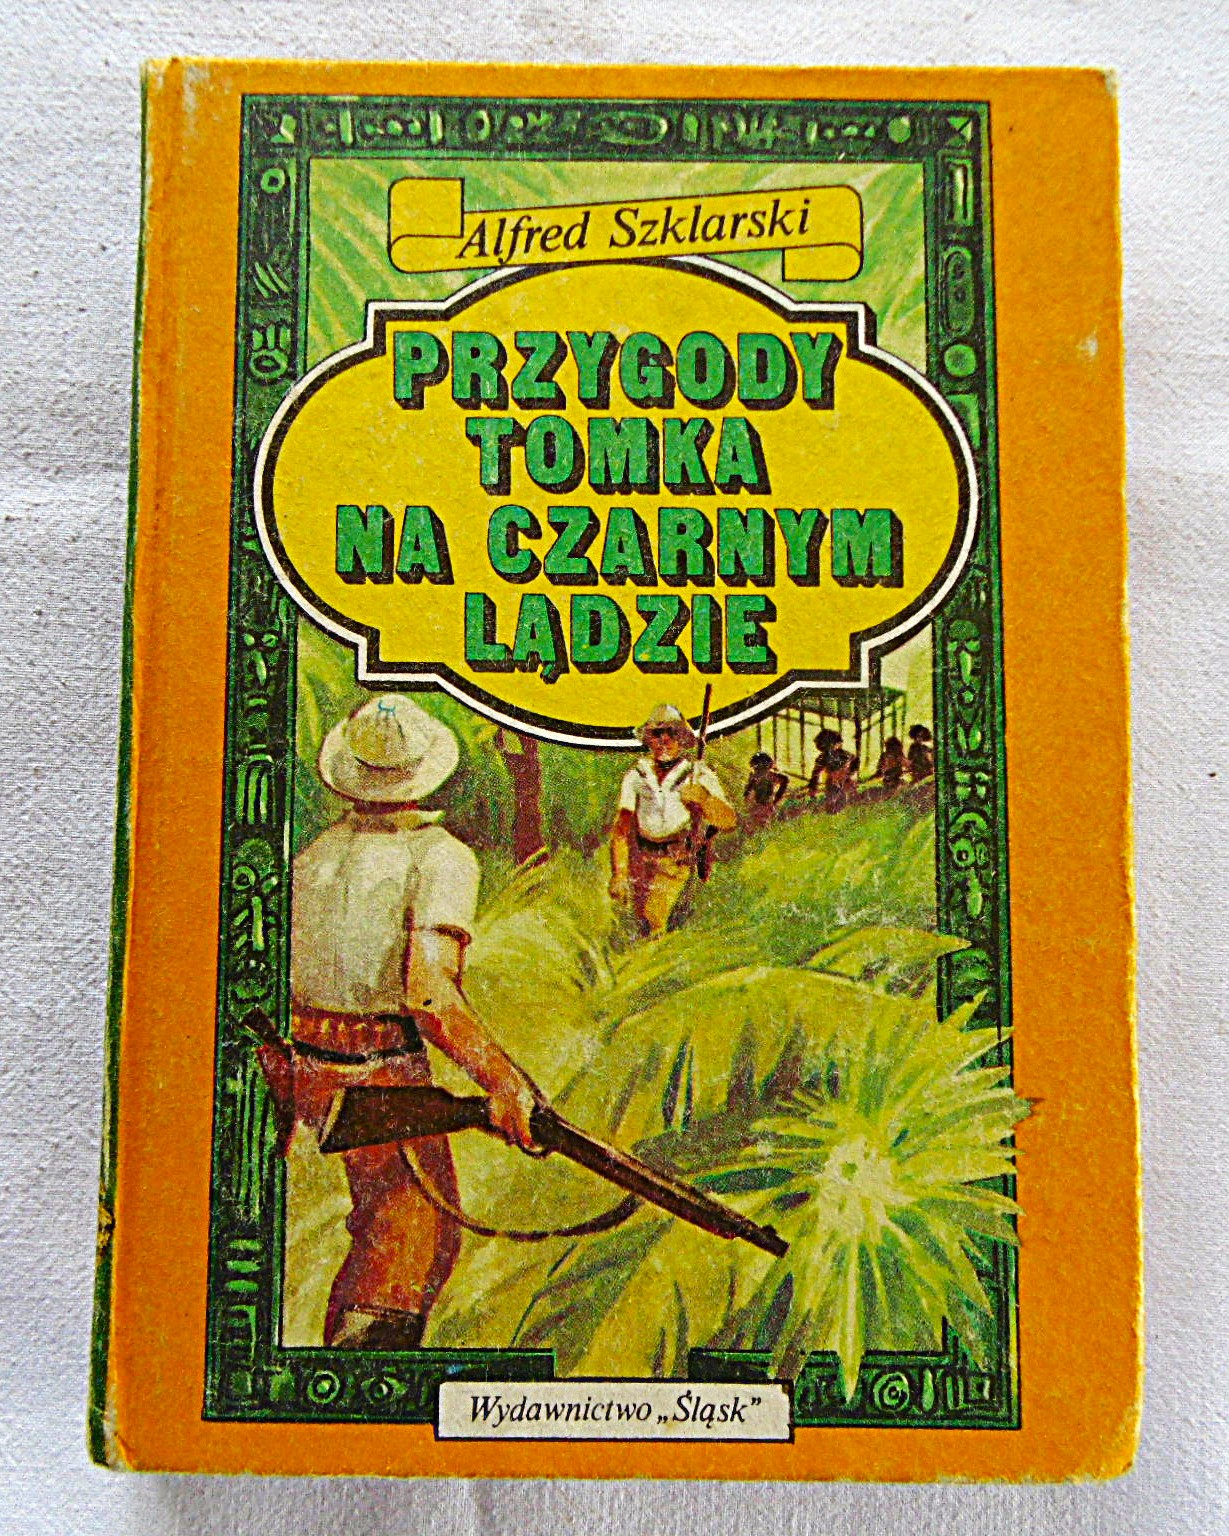 Alfred Szklarski
PRZYGODY
TOMKA
NA CZARNYM
LĄDZIE
Wydawnictwo „Śląsk”